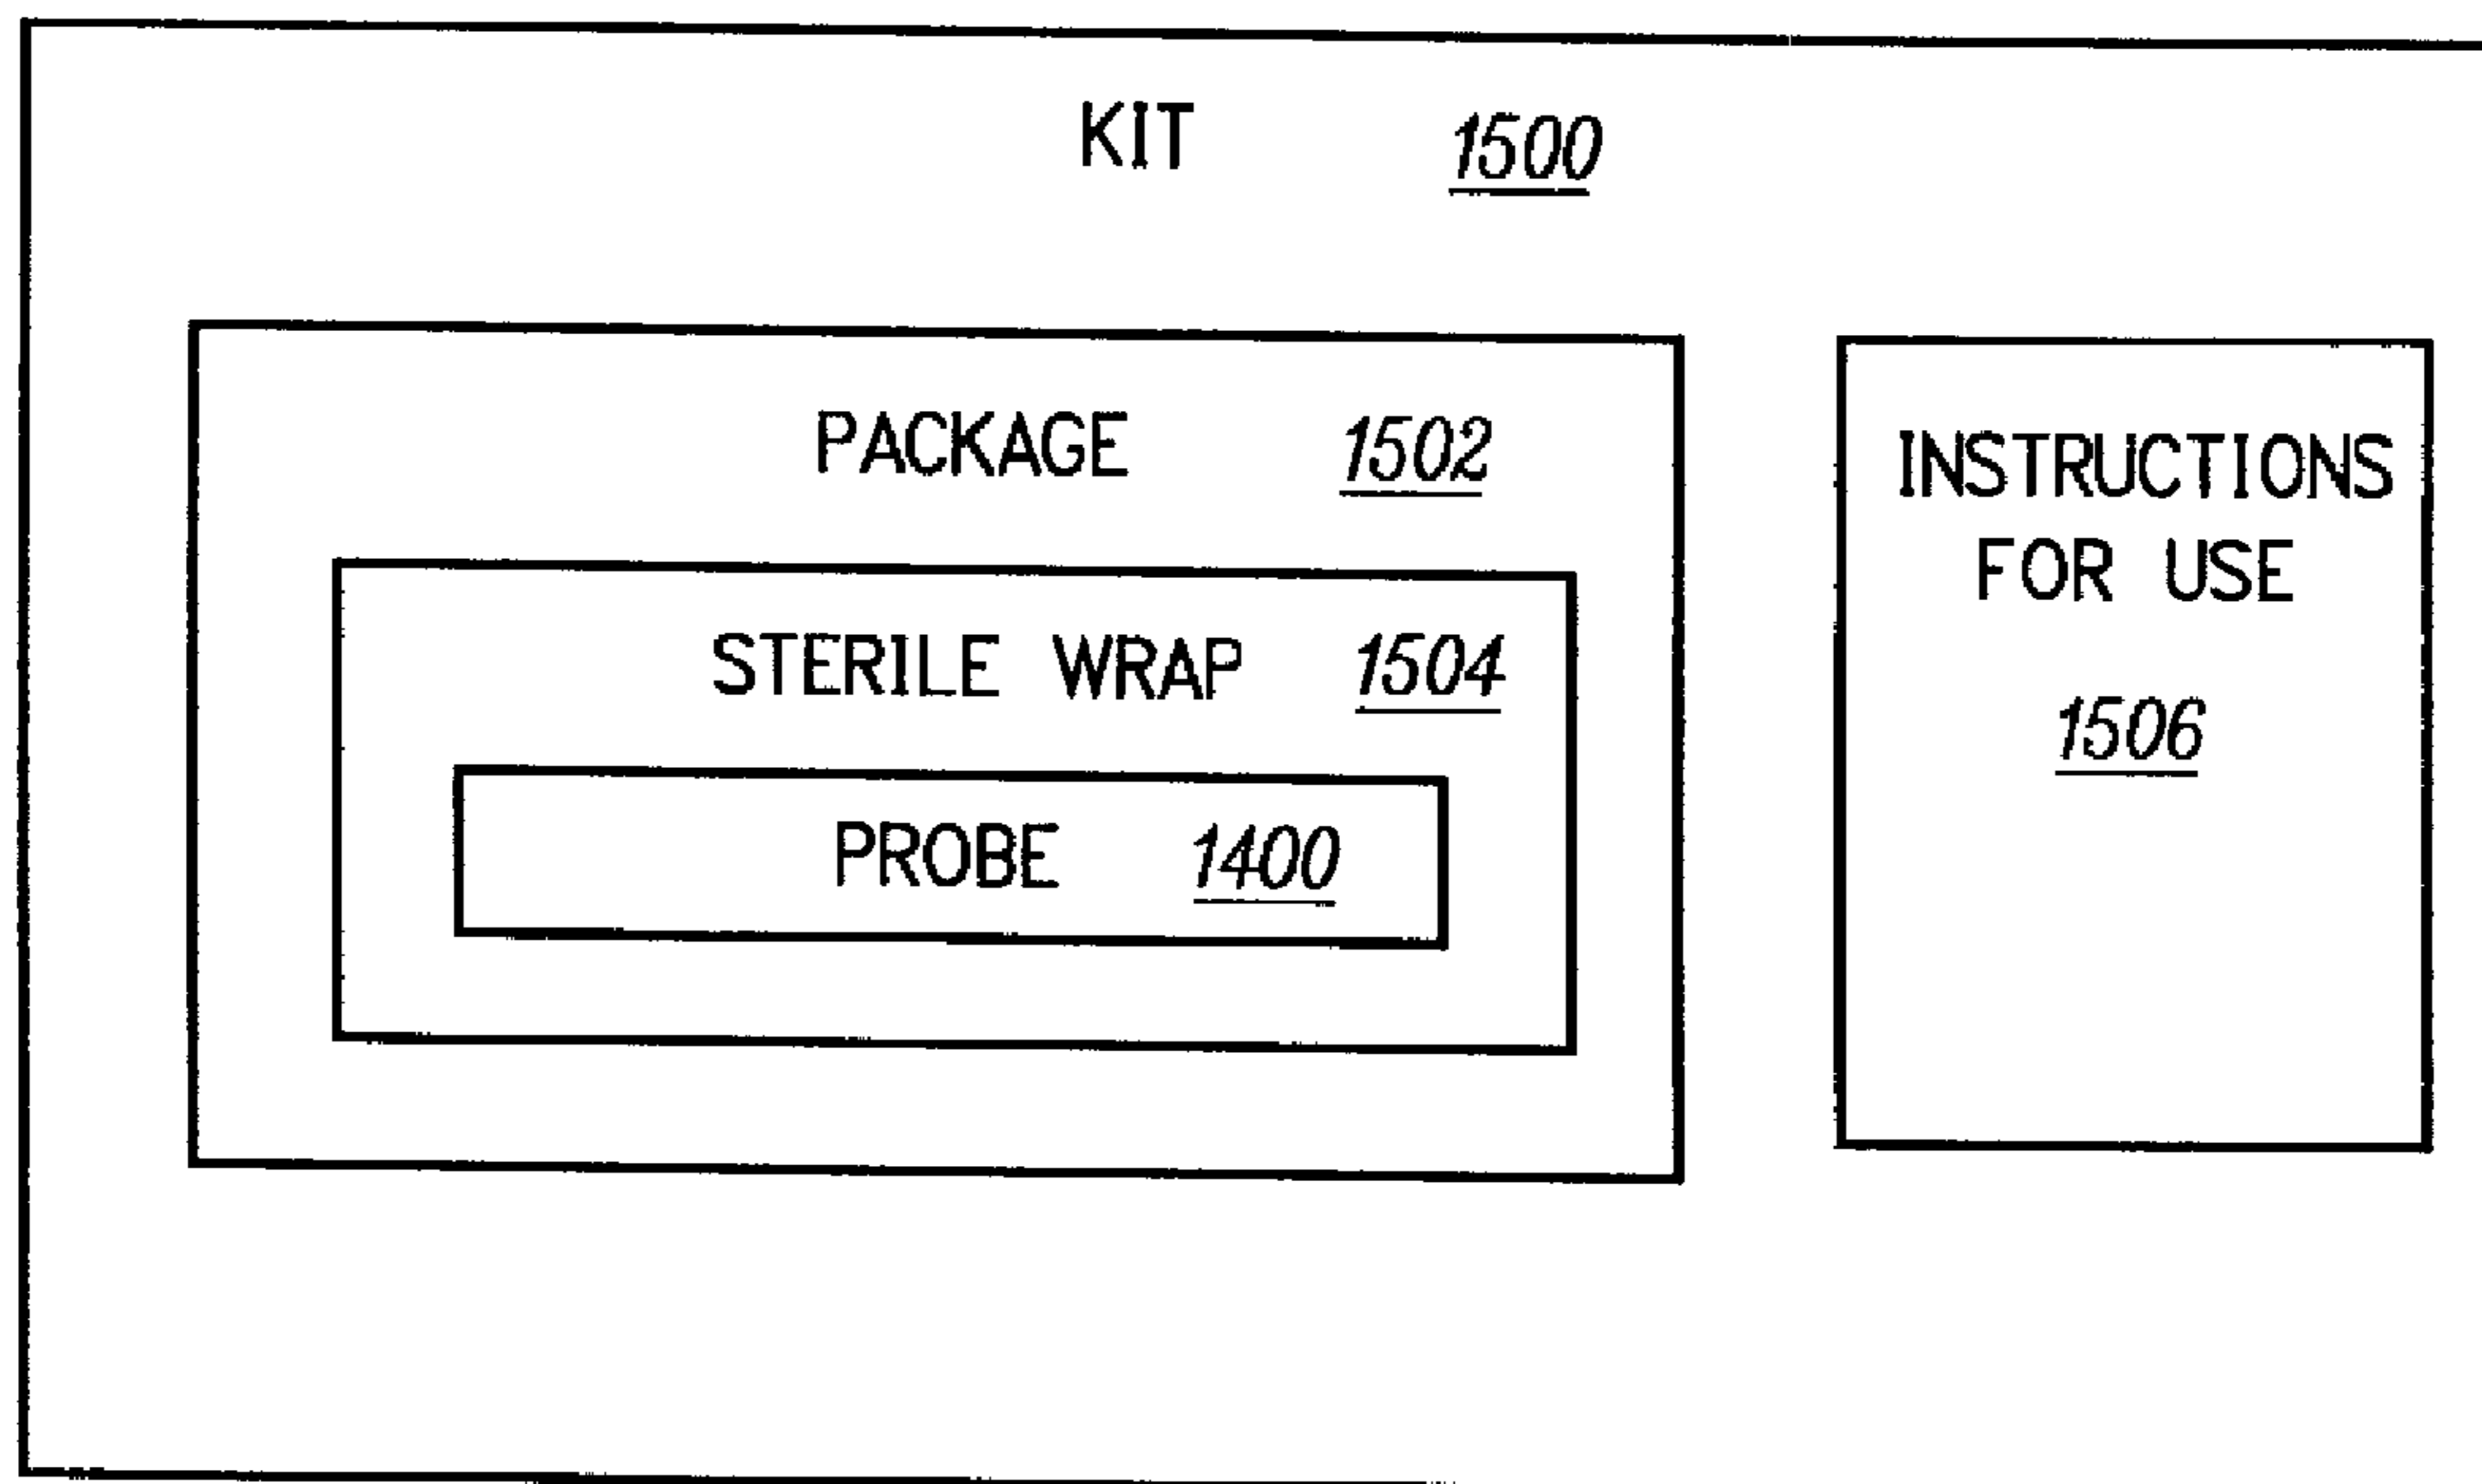 KIT 1500
PACKAGE 1502
INSTRUCTIONS
FOR USE
1506
STERILE WRAP 1504
PROBE 1400